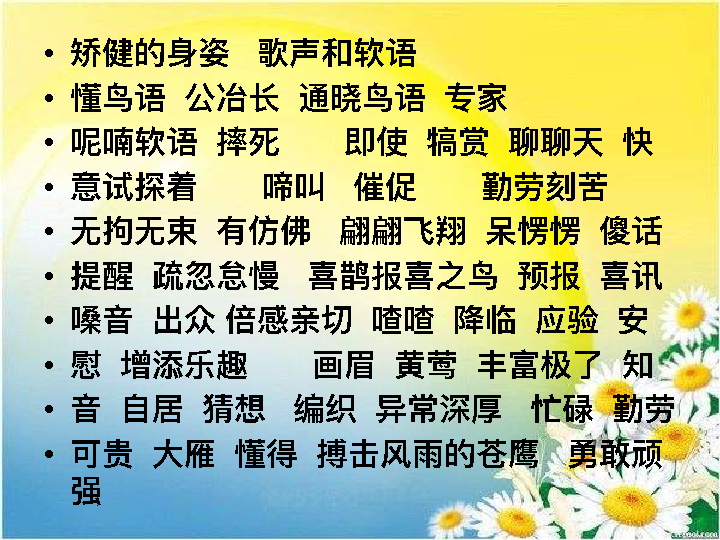 • 矫健的身姿 歌声和软语
• 懂鸟语 公冶长 通晓鸟语 专家
• 呢喃软语 摔死 即使 犒赏 聊聊天 快
• 意试探着 啼叫 催促 勤劳刻苦
• 无拘无束 有仿佛 翩翩飞翔 呆愣愣 傻话
• 提醒 疏忽怠慢 喜鹊报喜之鸟 预报 喜讯
• 嗓音 出众 倍感亲切 喳喳 降临 应验 安
• 慰 增添乐趣 画眉 黄莺 丰富极了 知
• 音 自居 猜想 编织 异常深厚 忙碌 勤劳
• 可贵 大雁 懂得 搏击风雨的苍鹰 勇敢顽
强